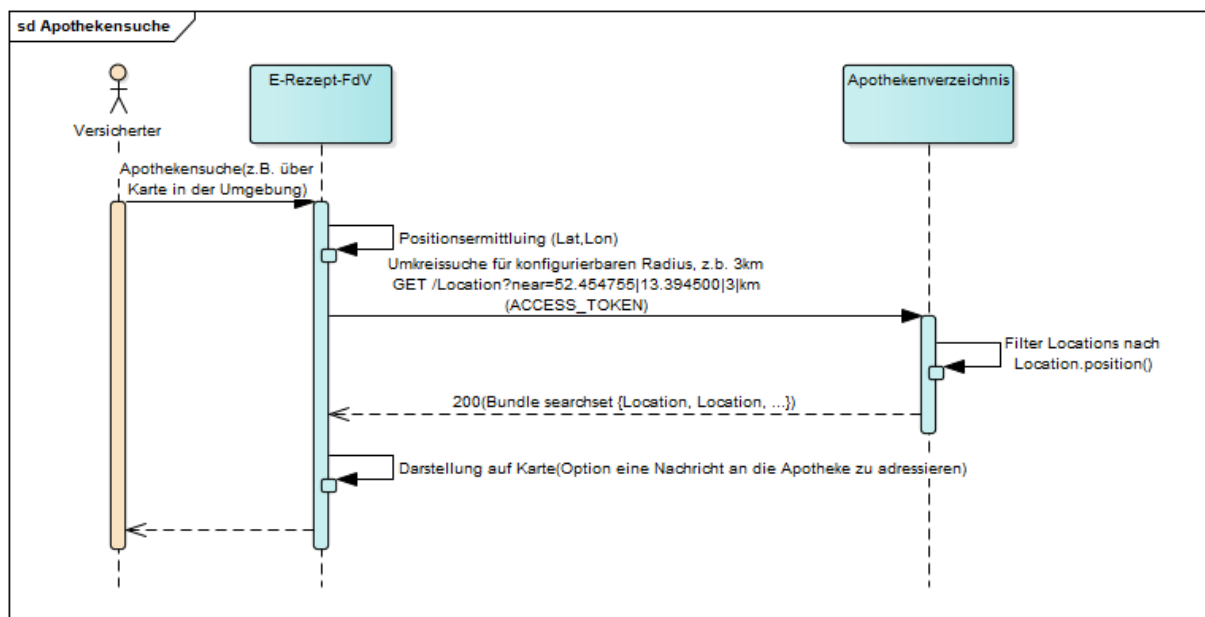 sd Apothekensuche
E-Rezept-FdV
Apothekenverzeichnis
Versicherter
Apothekensuche(z.B. über
Karte in der Umgebung)
Positionsermittluing (Lat,Lon)
Umkreissuche für konfigurierbaren Radius, z.b. 3km
GET /Location?near=52.454755|13.394500|3|km
(ACCESS_TOKEN)
Filter Locations nach
Location.position()
200(Bundle searchset {Location, Location, ...})
Darstellung auf Karte(Option eine Nachricht an die Apotheke zu adressieren)